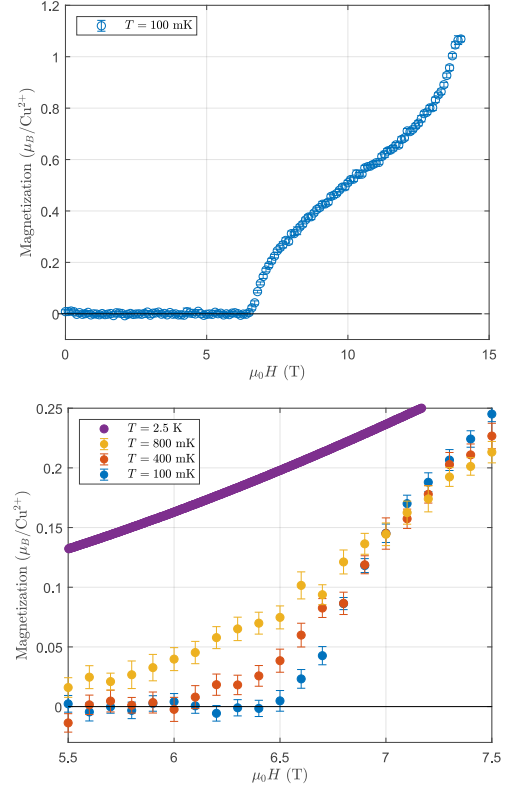 T = 100 mK
Magnetization (μ_B/Cu²⁺)
1.2
1
0.8
0.6
0.4
0.2
0
0 5 10 15
μ₀H (T)
T = 2.5 K
T = 800 mK
T = 400 mK
T = 100 mK
Magnetization (μ_B/Cu²⁺)
0.25
0.2
0.15
0.1
0.05
0
5.5 6 6.5 7 7.5
μ₀H (T)